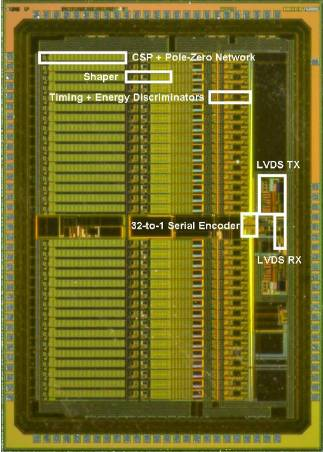 CSP + Pole-Zero Network
Shaper
Timing + Energy Discriminators
LVDS TX
32-to-1 Serial Encoder
LVDS RX